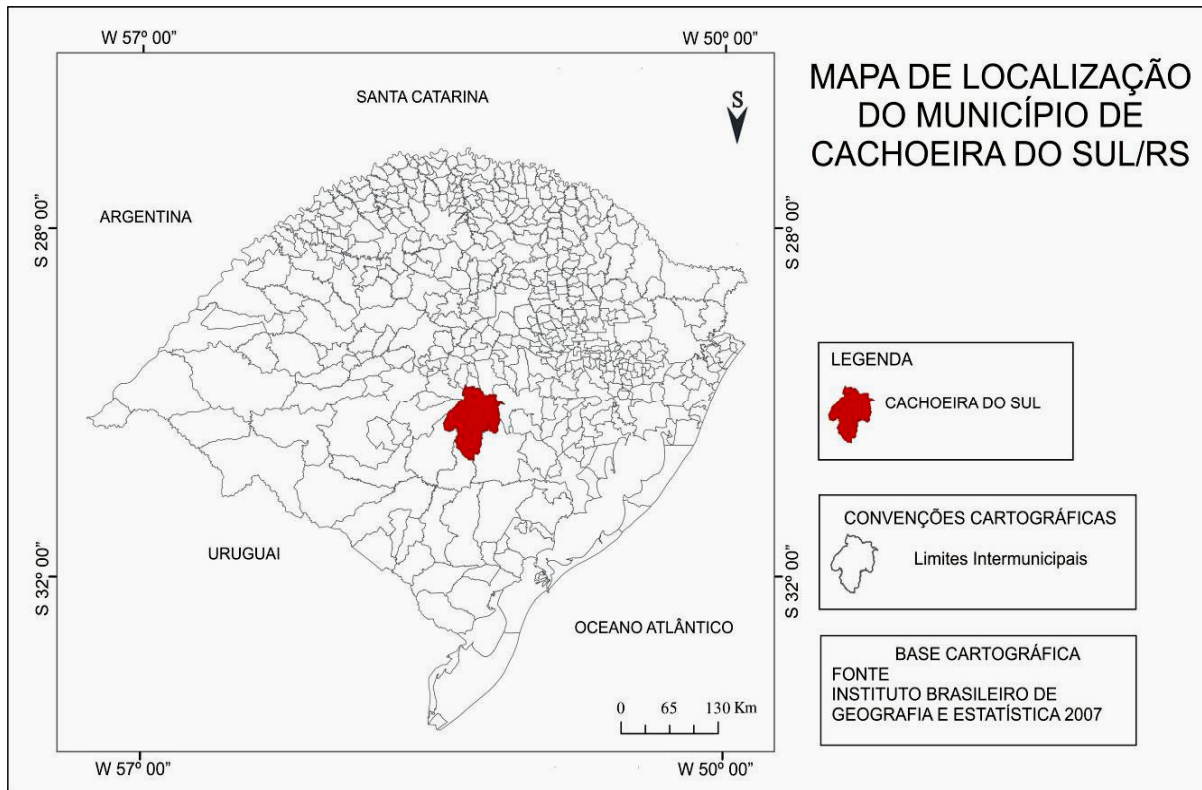 W 57º 00”
W 50º 00”
SANTA CATARINA
S
MAPA DE LOCALIZAÇÃO
DO MUNICÍPIO DE
CACHOEIRA DO SUL/RS
ARGENTINA
S 28º 00”
S 28º 00”
LEGENDA
CACHOEIRA DO SUL
CONVENÇÕES CARTOGRÁFICAS
Limites Intermunicipais
URUGUAI
S 32º 00”
S 32º 00”
OCEANO ATLÂNTICO
BASE CARTOGRÁFICA
FONTE
INSTITUTO BRASILEIRO DE
GEOGRAFIA E ESTATÍSTICA 2007
0 65 130 Km
W 57º 00”
W 50º 00”